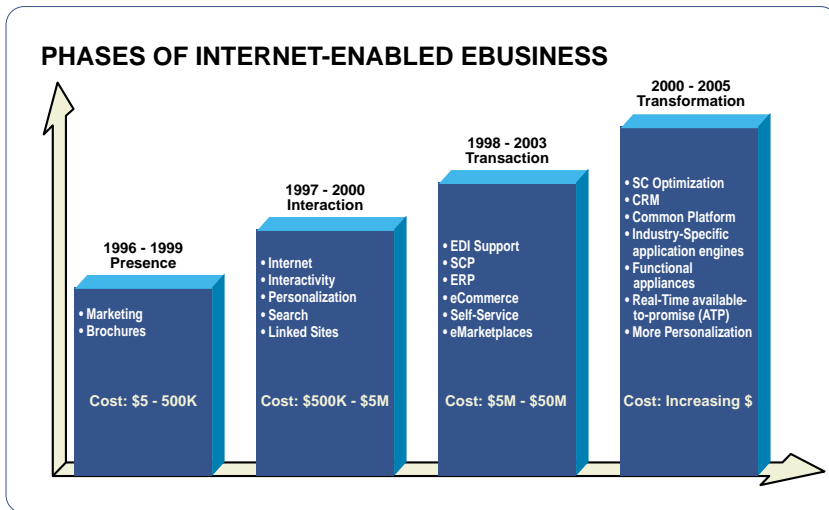 PHASES OF INTERNET-ENABLED EBUSINESS
1996 - 1999
Presence
• Marketing
• Brochures
Cost: $5 - 500K
1997 - 2000
Interaction
• Internet
• Interactivity
• Personalization
• Search
• Linked Sites
Cost: $500K - $5M
1998 - 2003
Transaction
• EDI Support
• SCP
• ERP
• eCommerce
• Self-Service
• eMarketplaces
Cost: $5M - $50M
2000 - 2005
Transformation
• SC Optimization
• CRM
• Common Platform
• Industry-Specific
application engines
• Functional
appliances
• Real-Time available-
to-promise (ATP)
• More Personalization
Cost: Increasing $